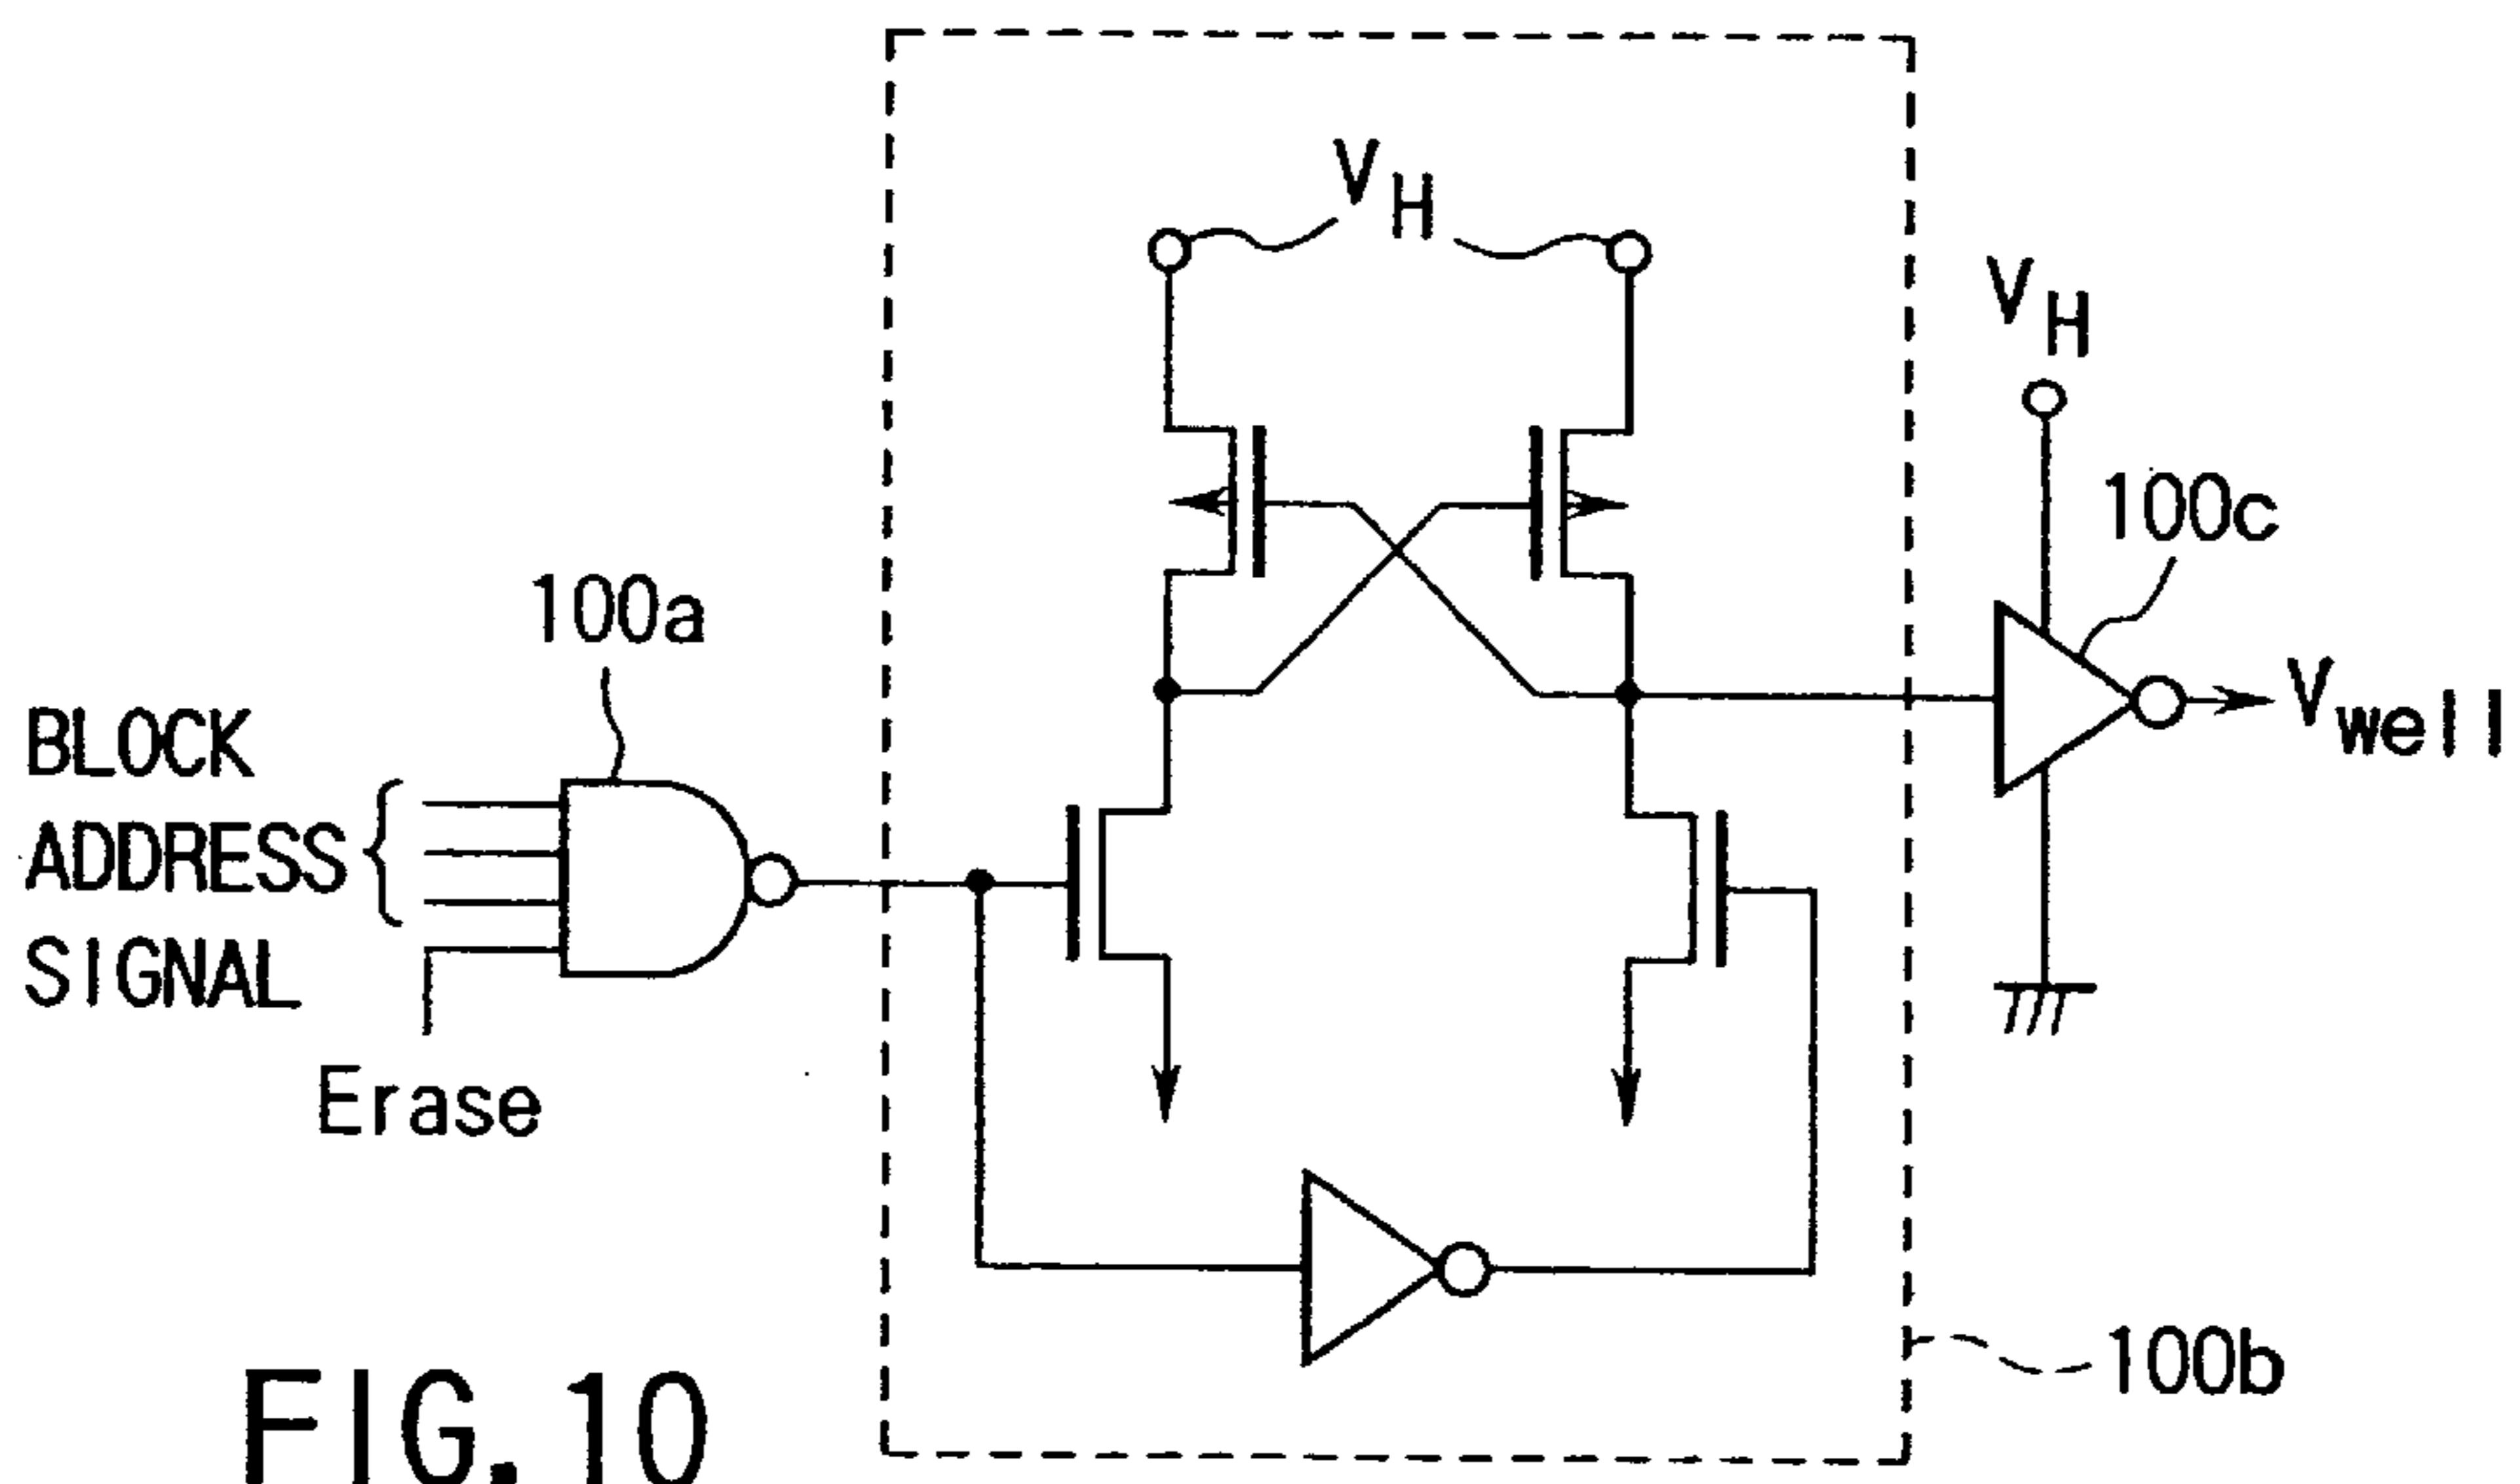 V_H
V_H
100c
100a
V_well
BLOCK
ADDRESS
SIGNAL
Erase
100b
FIG.10